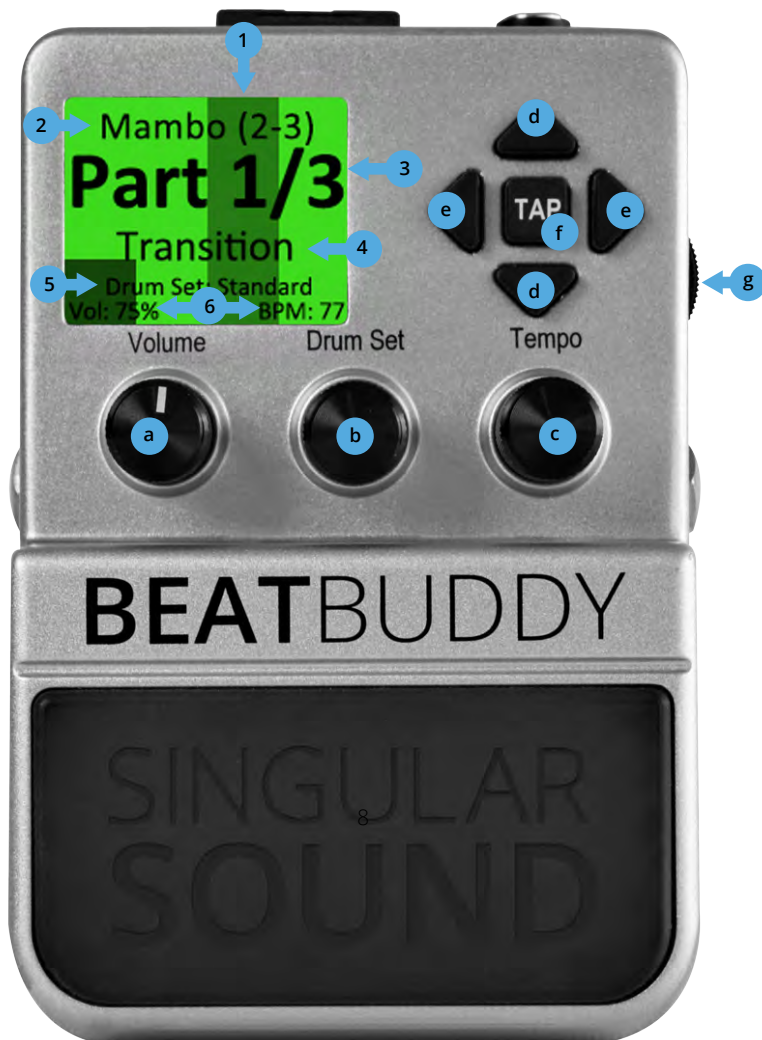 1
2
Mambo (2-3)
d
Part 1/3
3
e
TAP
f
e
Transition
4
5
Drum Set: Standard
d
g
Vol: 75%
6
BPM: 77
Volume
Drum Set
Tempo
a
b
c
BEATBUDDY
SINGULAR
8
SOUND